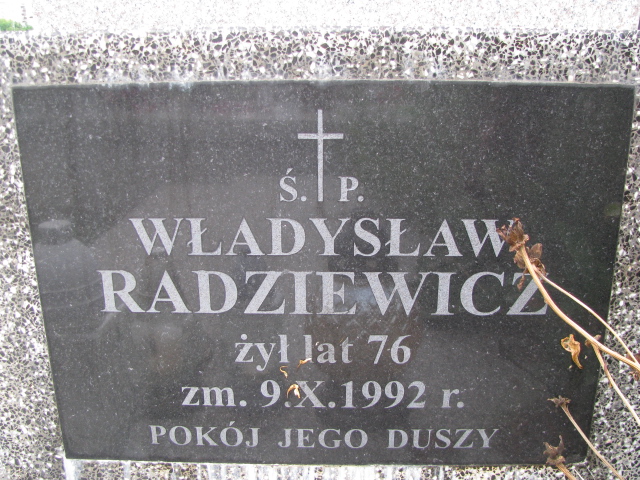 Ś. P.
WŁADYSŁAW
RADZIEWICZ
żył lat 76
zm. 9.X.1992 r.
POKÓJ JEGO DUSZY